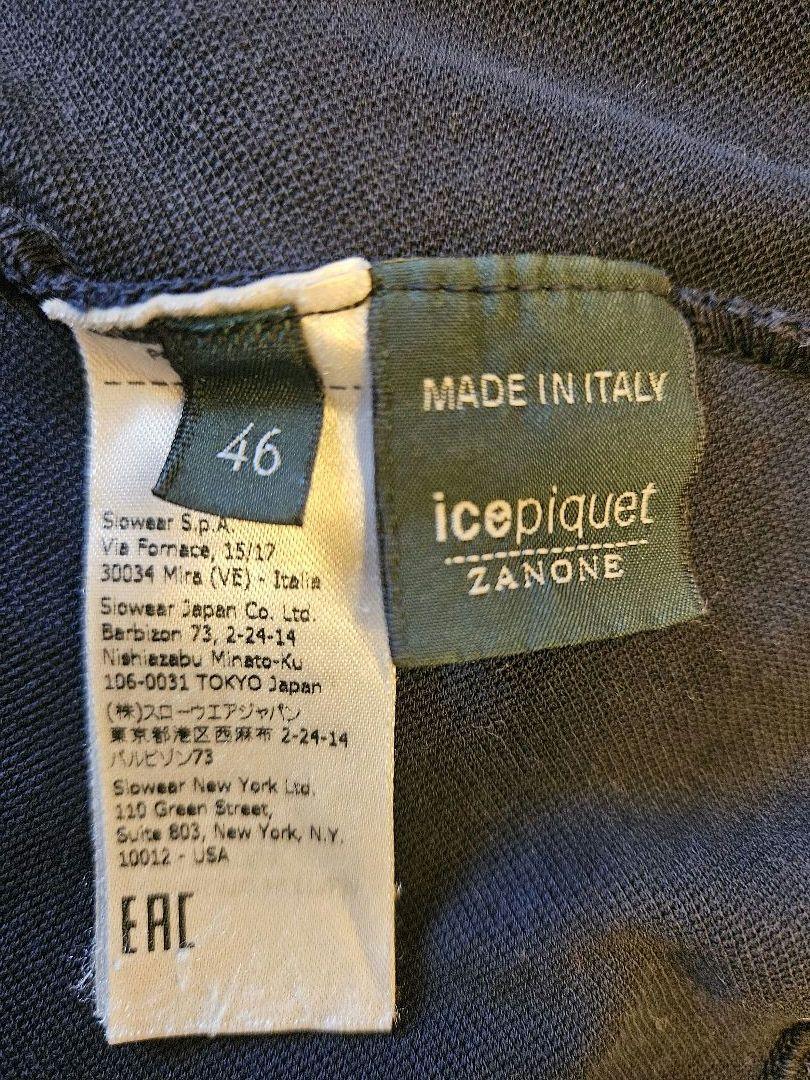 46
MADE IN ITALY
icepiquet
ZANONE
Slowear S.p.A.
Via Fornace, 15/17
30034 Mira (VE) - Italia
Slowear Japan Co. Ltd.
Barbizon 73, 2-24-14
Nishiazabu Minato-Ku
106-0031 TOKYO Japan
(株)スローウエアジャパン
東京都港区西麻布 2-24-14
バルビゾン73
Slowear New York Ltd.
110 Green Street,
Suite 803, New York, N.Y.
10012 - USA
EAC